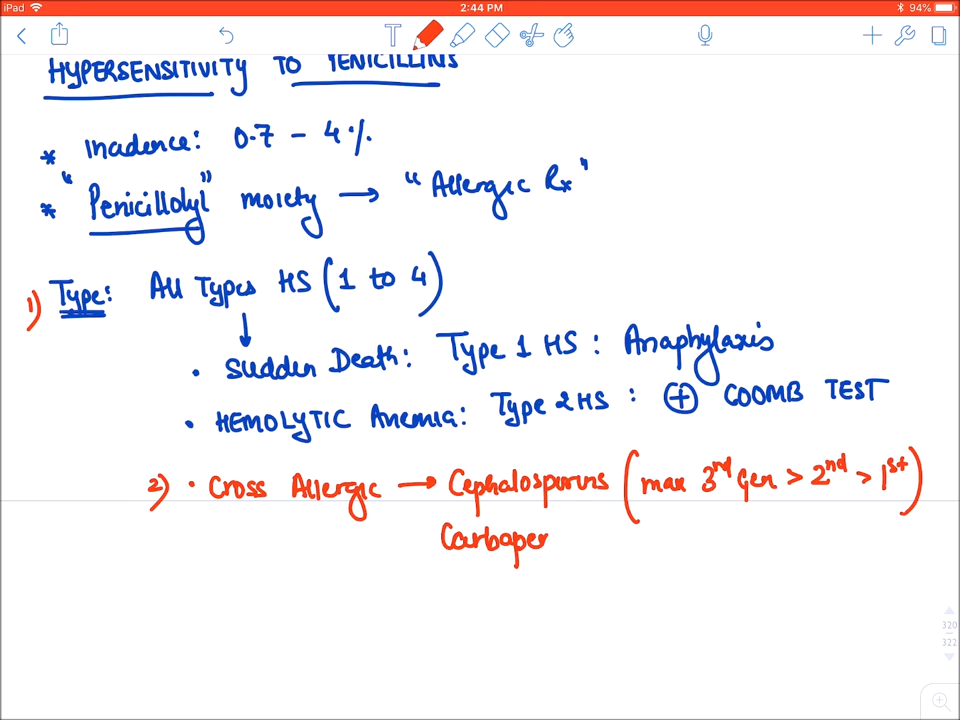 iPad 2:44 PM 94%
HYPERSENSITIVITY TO PENICILLINS
* Incidence: 0.7 - 4%
* "Penicilloyl" moiety → "Allergic Rx"
1) Type: All Types HS (1 to 4)
↓
• Sudden Death: Type 1 HS: Anaphylaxis
• HEMOLYTIC Anemia: Type 2 HS: ⊕ COOMB TEST
2) • Cross Allergic → Cephalosporins (max 3rd Gen > 2nd > 1st)
Carbaper
320
322